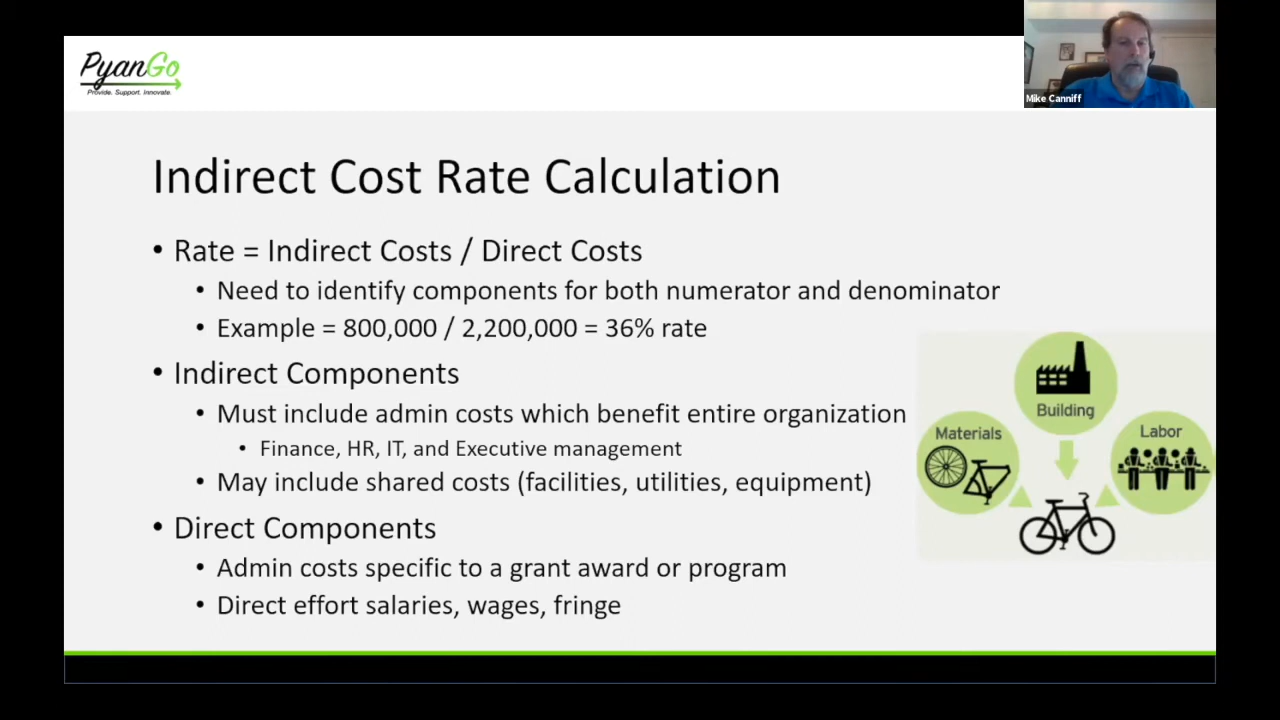 PyanGo
Provide. Support. Innovate.
Mike Canniff
Indirect Cost Rate Calculation
• Rate = Indirect Costs / Direct Costs
• Need to identify components for both numerator and denominator
• Example = 800,000 / 2,200,000 = 36% rate
• Indirect Components
• Must include admin costs which benefit entire organization
• Finance, HR, IT, and Executive management
• May include shared costs (facilities, utilities, equipment)
• Direct Components
• Admin costs specific to a grant award or program
• Direct effort salaries, wages, fringe
Building
Materials
Labor